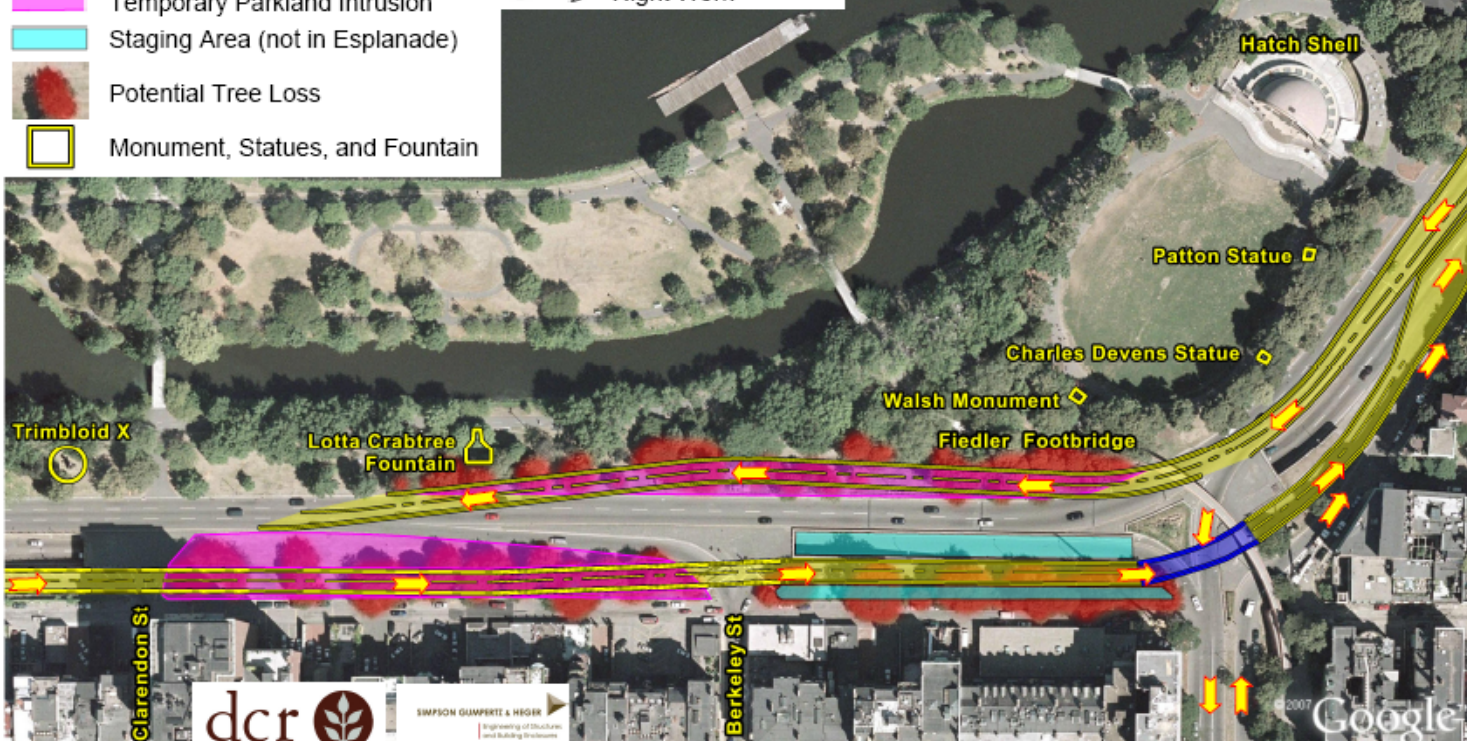 Temporary Parkland Intrusion
Staging Area (not in Esplanade)
Potential Tree Loss
Monument, Statues, and Fountain
Hatch Shell
Patton Statue
Charles Devens Statue
Walsh Monument
Fiedler Footbridge
Trimbloid X
Lotta Crabtree
Fountain
Clarendon St
Berkeley St
dcr
SIMPSON GUMPERTZ & HEGER
Engineering of Structures
and Building Enclosures
©2007 Google